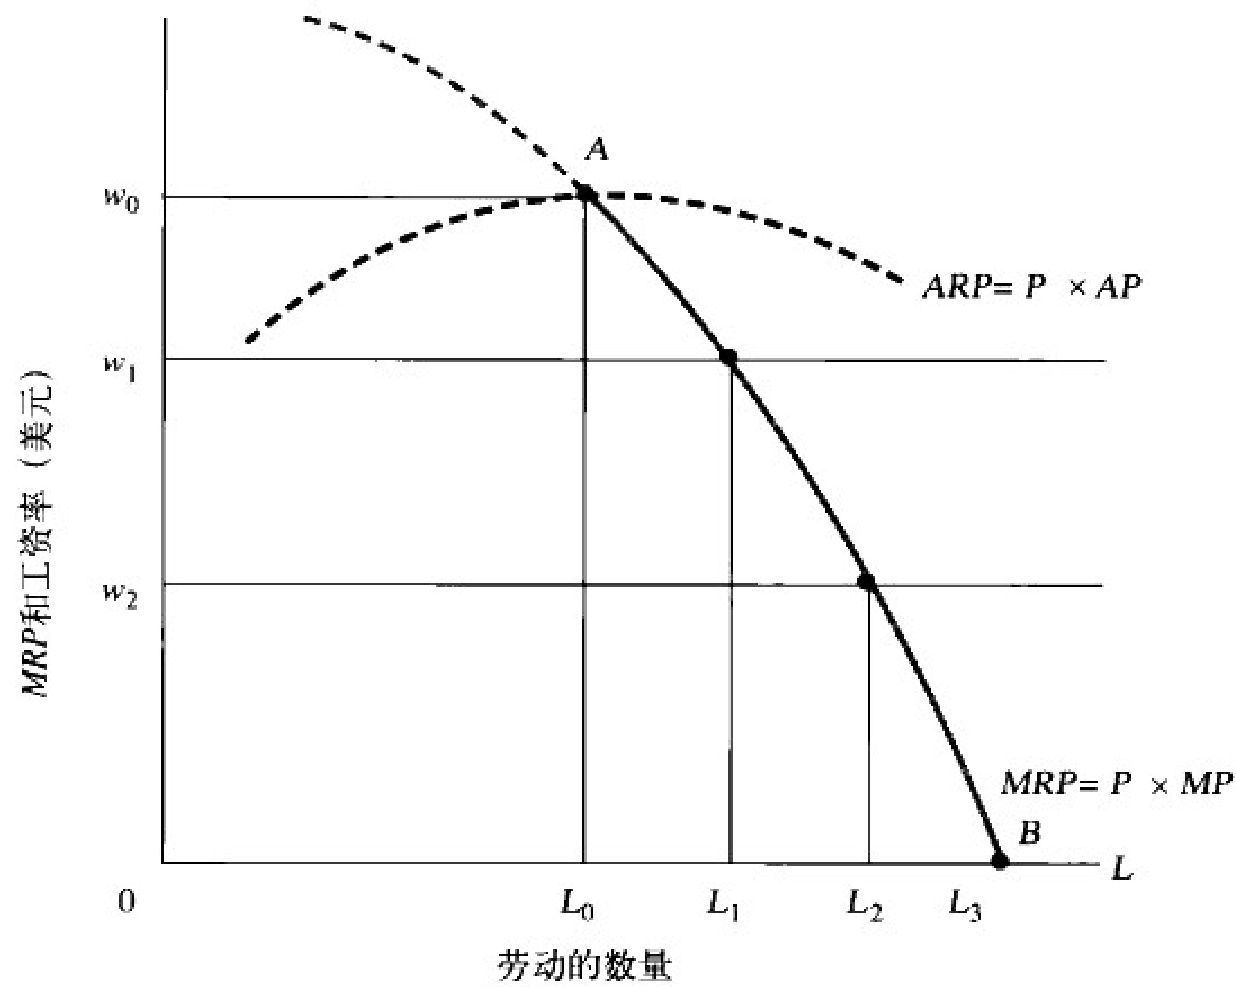 A
w₀
ARP= P × AP
w₁
MRP和工资率（美元）
w₂
MRP= P × MP
B
L
0
L₀
L₁
L₂
L₃
劳动的数量